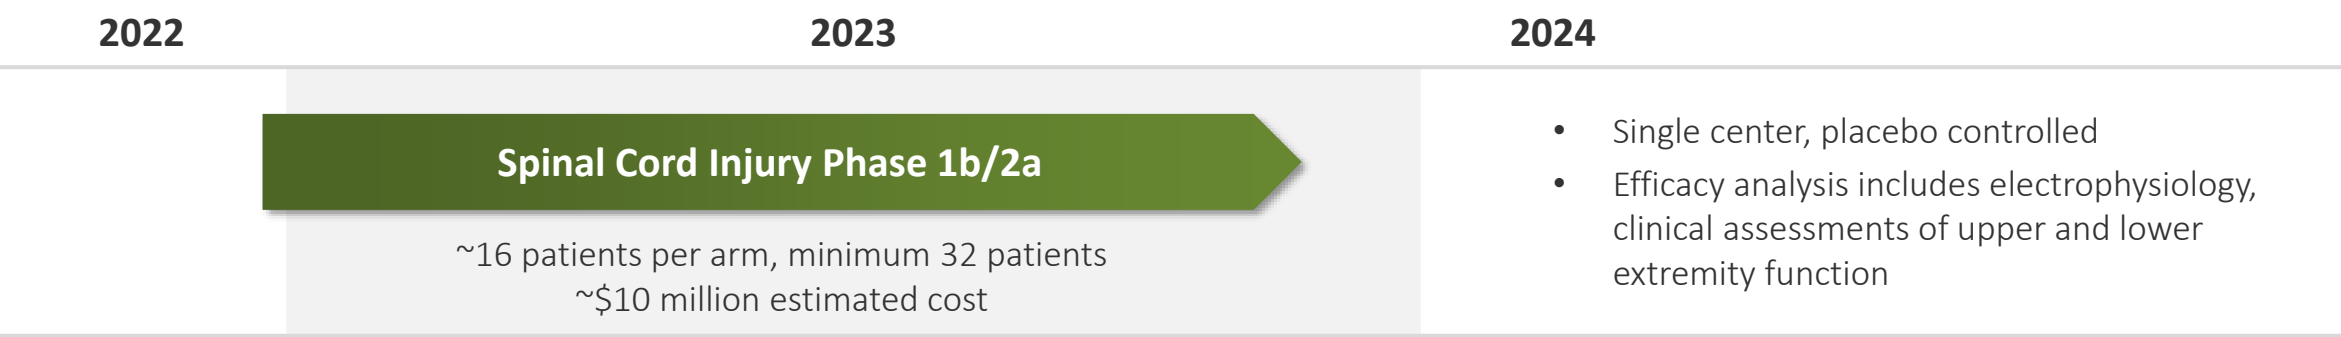 2022
2023
2024
Spinal Cord Injury Phase 1b/2a
~16 patients per arm, minimum 32 patients
~$10 million estimated cost
• Single center, placebo controlled
• Efficacy analysis includes electrophysiology,
clinical assessments of upper and lower
extremity function